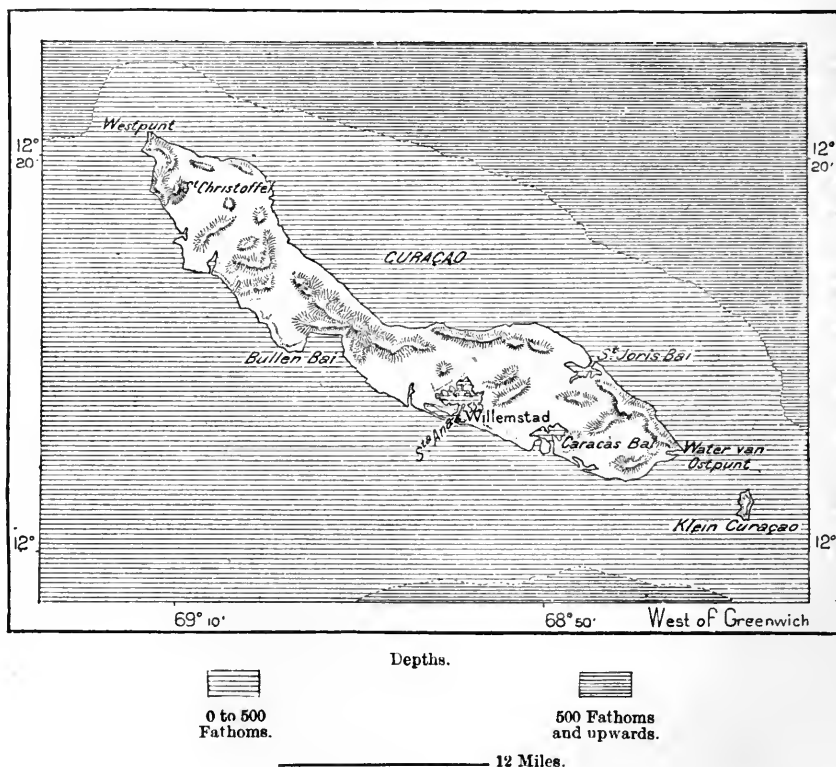 Westpunt
12°
20'
12°
20'
St Christoffel
CURAÇAO
Bullen Bai
St Joris Bai
Willemstad
Sta Ana
Caracas Bai
Water van
Ostpunt
Klein Curaçao
12°
12°
69° 10'
68° 50'
West of Greenwich
Depths.
0 to 500
Fathoms.
500 Fathoms
and upwards.
12 Miles.